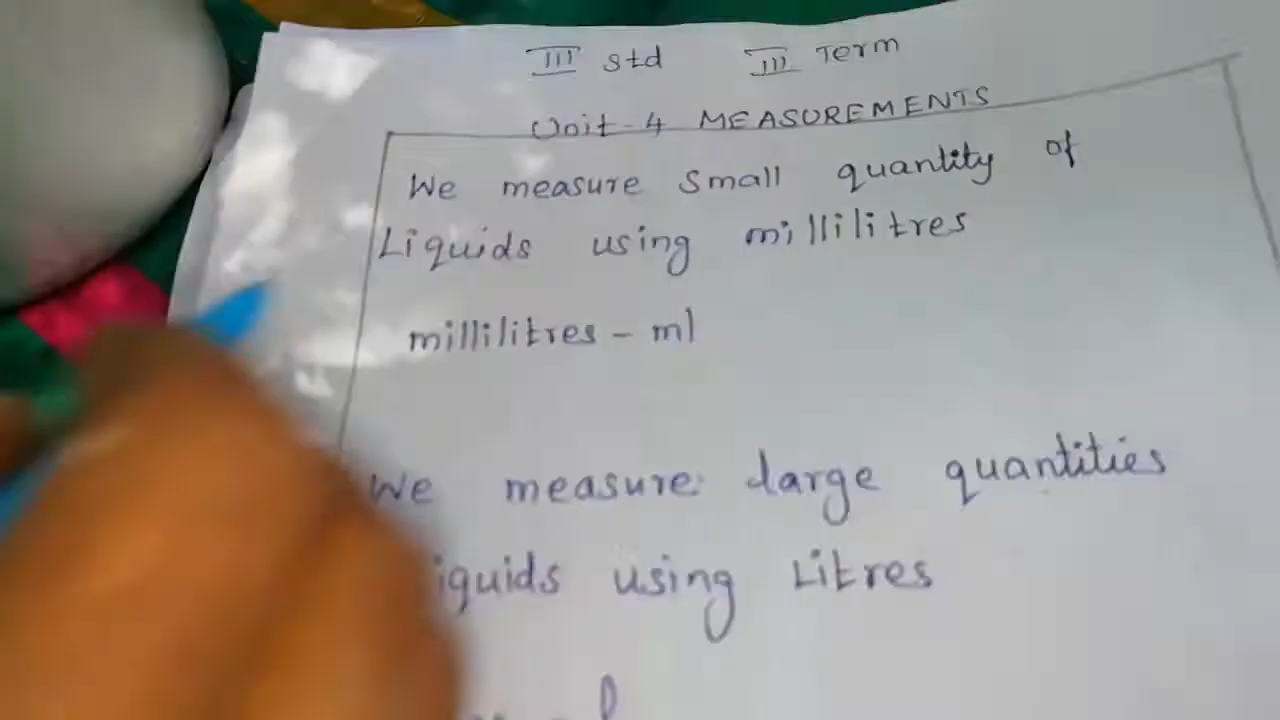 III Std III Term
Unit-4 MEASUREMENTS
We measure Small quantity of
Liquids using millilitres
millilitres - ml
We measure large quantities
iquids using Litres
l